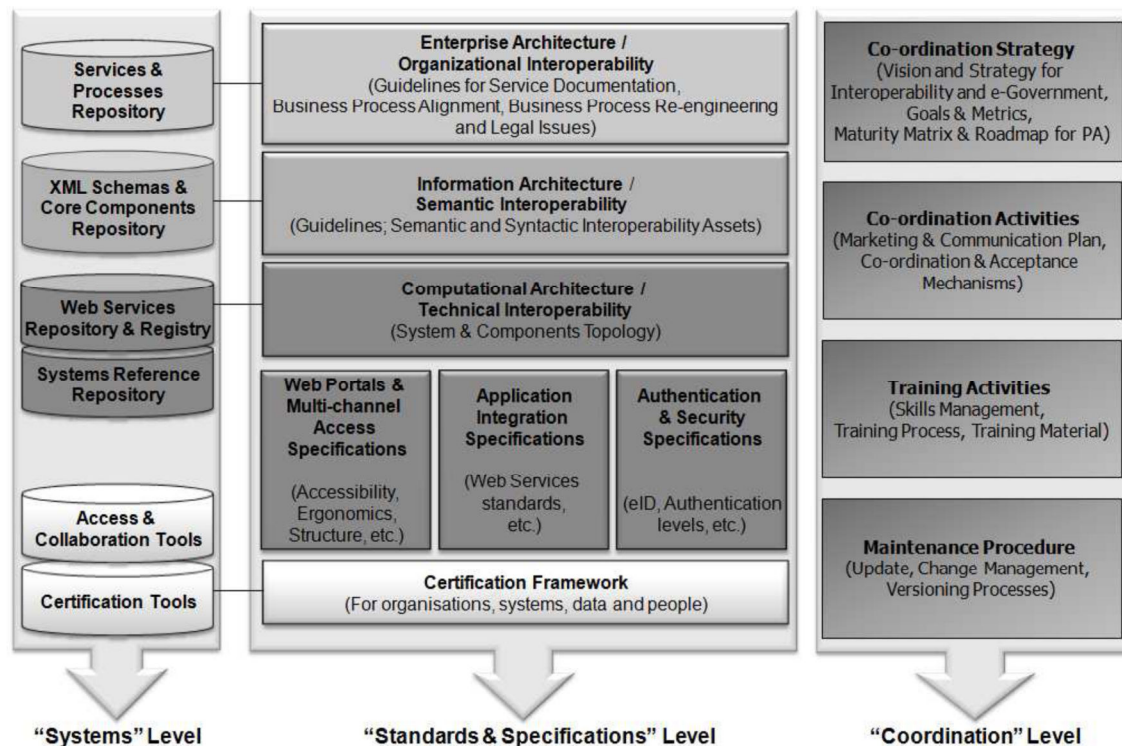 Services &
Processes
Repository
XML Schemas &
Core Components
Repository
Web Services
Repository & Registry
Systems Reference
Repository
Access &
Collaboration Tools
Certification Tools
“Systems” Level
Enterprise Architecture /
Organizational Interoperability
(Guidelines for Service Documentation,
Business Process Alignment, Business Process Re-engineering
and Legal Issues)
Information Architecture /
Semantic Interoperability
(Guidelines; Semantic and Syntactic Interoperability Assets)
Computational Architecture /
Technical Interoperability
(System & Components Topology)
Web Portals &
Multi-channel
Access
Specifications
(Accessibility,
Ergonomics,
Structure, etc.)
Application
Integration
Specifications
(Web Services
standards,
etc.)
Authentication
& Security
Specifications
(eID, Authentication
levels, etc.)
Certification Framework
(For organisations, systems, data and people)
“Standards & Specifications” Level
Co-ordination Strategy
(Vision and Strategy for
Interoperability and e-Government,
Goals & Metrics,
Maturity Matrix & Roadmap for PA)
Co-ordination Activities
(Marketing & Communication Plan,
Co-ordination & Acceptance
Mechanisms)
Training Activities
(Skills Management,
Training Process, Training Material)
Maintenance Procedure
(Update, Change Management,
Versioning Processes)
“Coordination” Level